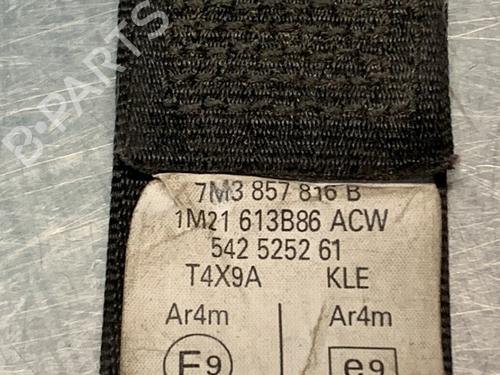 B-PARTS
7M3 857 816 B
1M21 613B86 ACW
542 5252 61
T4X9A KLE
Ar4m Ar4m
E9 e9